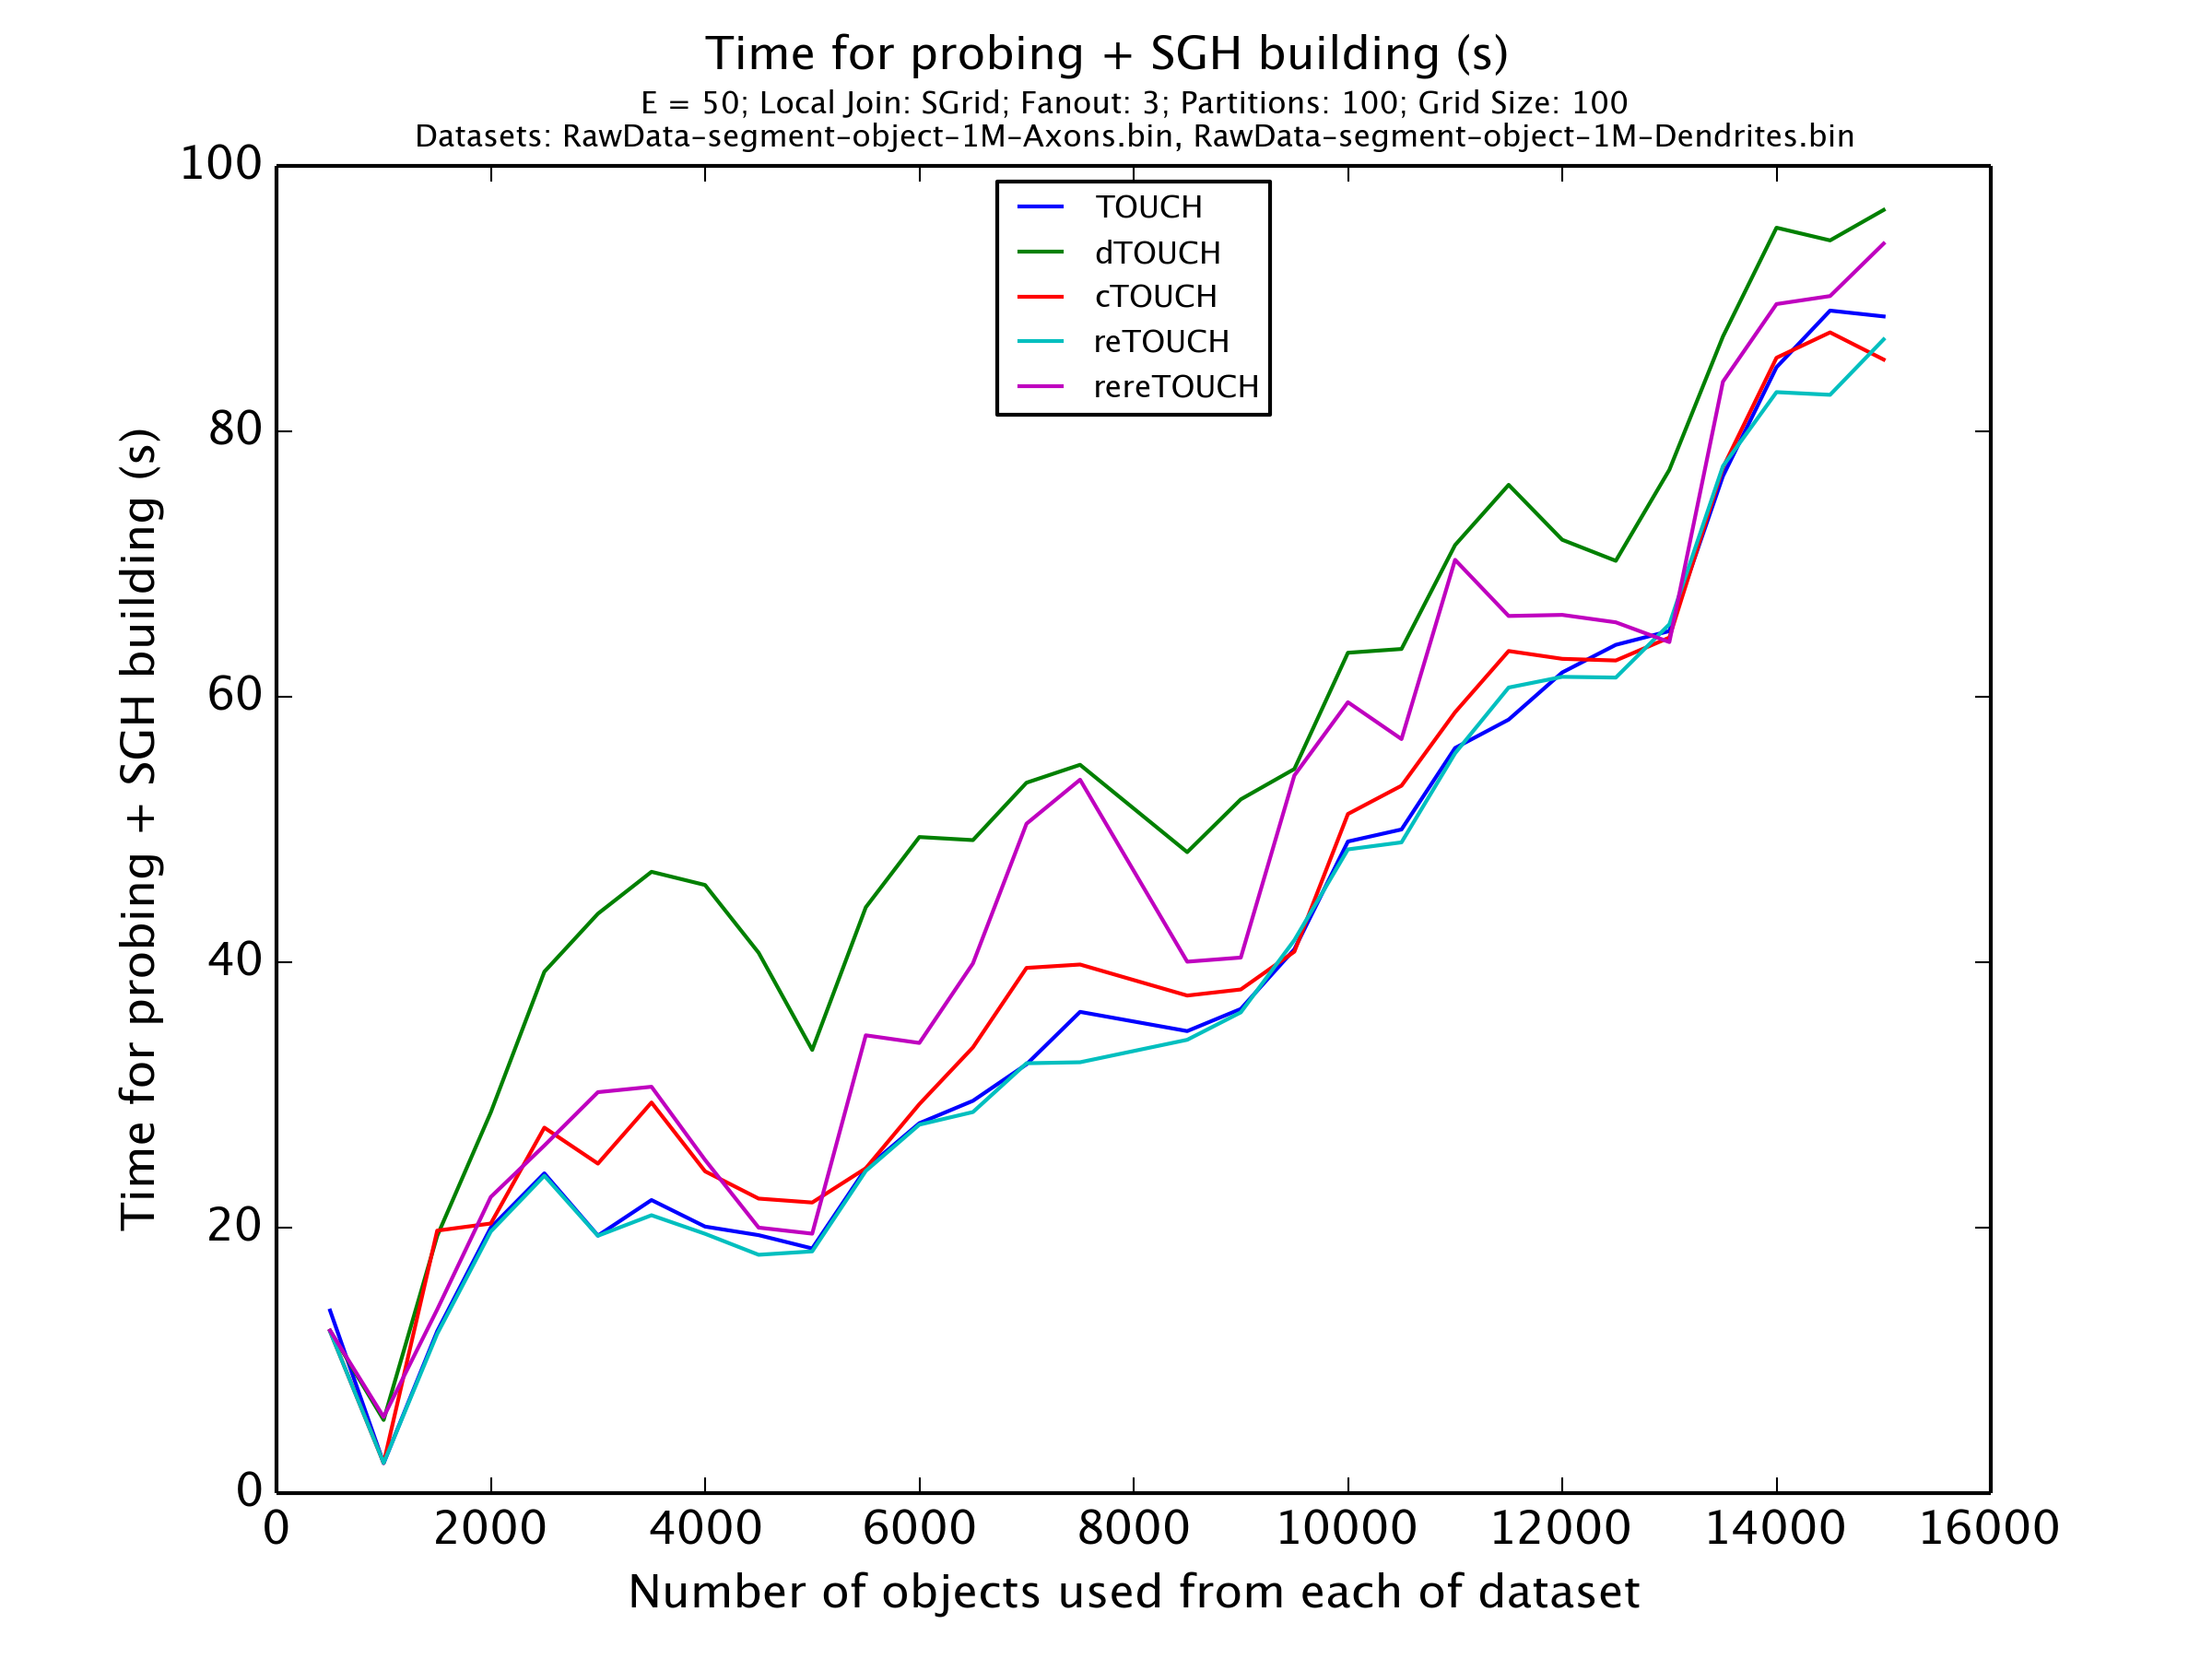 Time for probing + SGH building (s)
E = 50; Local Join: SGrid; Fanout: 3; Partitions: 100; Grid Size: 100
Datasets: RawData-segment-object-1M-Axons.bin, RawData-segment-object-1M-Dendrites.bin
TOUCH
dTOUCH
cTOUCH
reTOUCH
rereTOUCH
Time for probing + SGH building (s)
100
80
60
40
20
0
0 2000 4000 6000 8000 10000 12000 14000 16000
Number of objects used from each of dataset